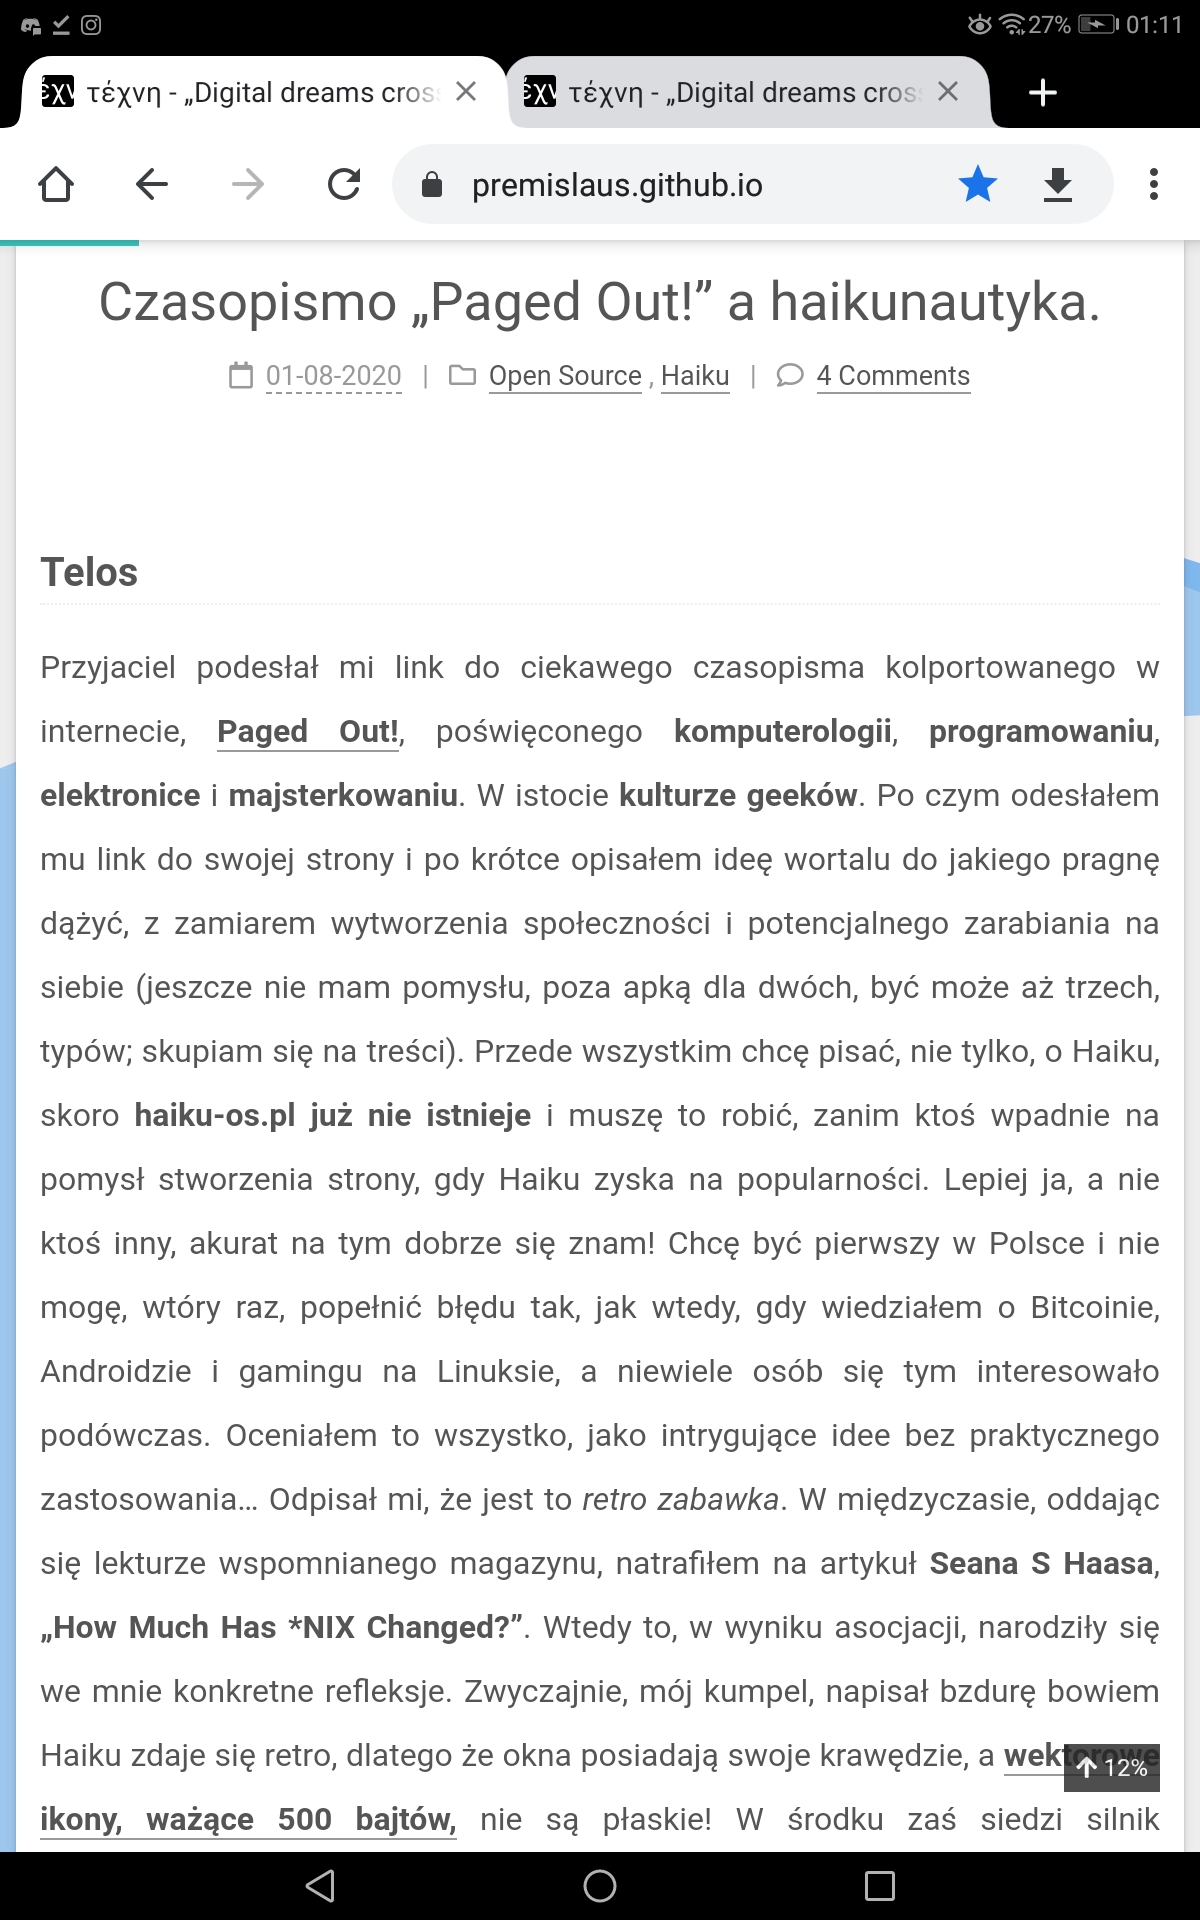 27% 01:11
έχν τέχνη - „Digital dreams cros
έχν τέχνη - „Digital dreams cros
premislaus.github.io
Czasopismo „Paged Out!” a haikunautyka.
01-08-2020 | Open Source , Haiku | 4 Comments
Telos
Przyjaciel podesłał mi link do ciekawego czasopisma kolportowanego w
internecie, Paged Out!, poświęconego komputerologii, programowaniu,
elektronice i majsterkowaniu. W istocie kulturze geeków. Po czym odesłałem
mu link do swojej strony i po krótce opisałem ideę wortalu do jakiego pragnę
dążyć, z zamiarem wytworzenia społeczności i potencjalnego zarabiania na
siebie (jeszcze nie mam pomysłu, poza apką dla dwóch, być może aż trzech,
typów; skupiam się na treści). Przede wszystkim chcę pisać, nie tylko, o Haiku,
skoro haiku-os.pl już nie istnieje i muszę to robić, zanim ktoś wpadnie na
pomysł stworzenia strony, gdy Haiku zyska na popularności. Lepiej ja, a nie
ktoś inny, akurat na tym dobrze się znam! Chcę być pierwszy w Polsce i nie
mogę, wtóry raz, popełnić błędu tak, jak wtedy, gdy wiedziałem o Bitcoinie,
Androidzie i gamingu na Linuksie, a niewiele osób się tym interesowało
podówczas. Oceniałem to wszystko, jako intrygujące idee bez praktycznego
zastosowania... Odpisał mi, że jest to retro zabawka. W międzyczasie, oddając
się lekturze wspomnianego magazynu, natrafiłem na artykuł Seana S Haasa,
„How Much Has *NIX Changed?”. Wtedy to, w wyniku asocjacji, narodziły się
we mnie konkretne refleksje. Zwyczajnie, mój kumpel, napisał bzdurę bowiem
Haiku zdaje się retro, dlatego że okna posiadają swoje krawędzie, a wektorowe
12%
ikony, ważące 500 bajtów, nie są płaskie! W środku zaś siedzi silnik